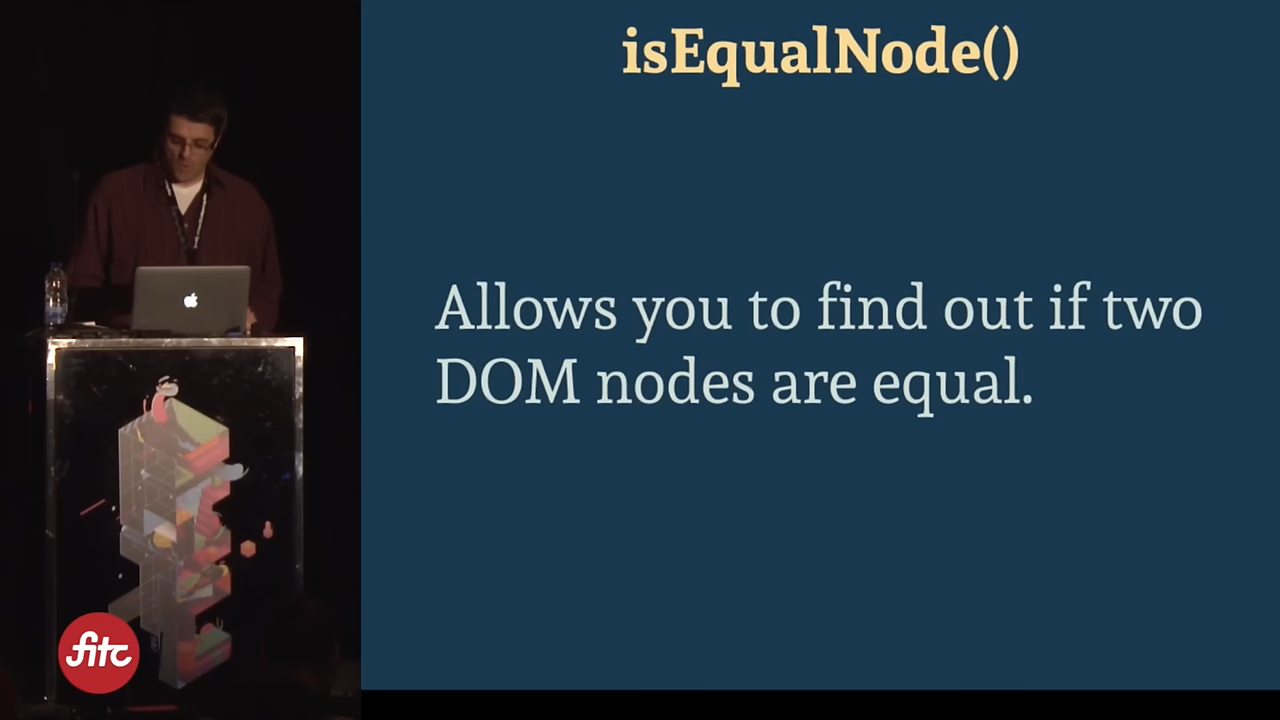 isEqualNode()
Allows you to find out if two
DOM nodes are equal.
fitc